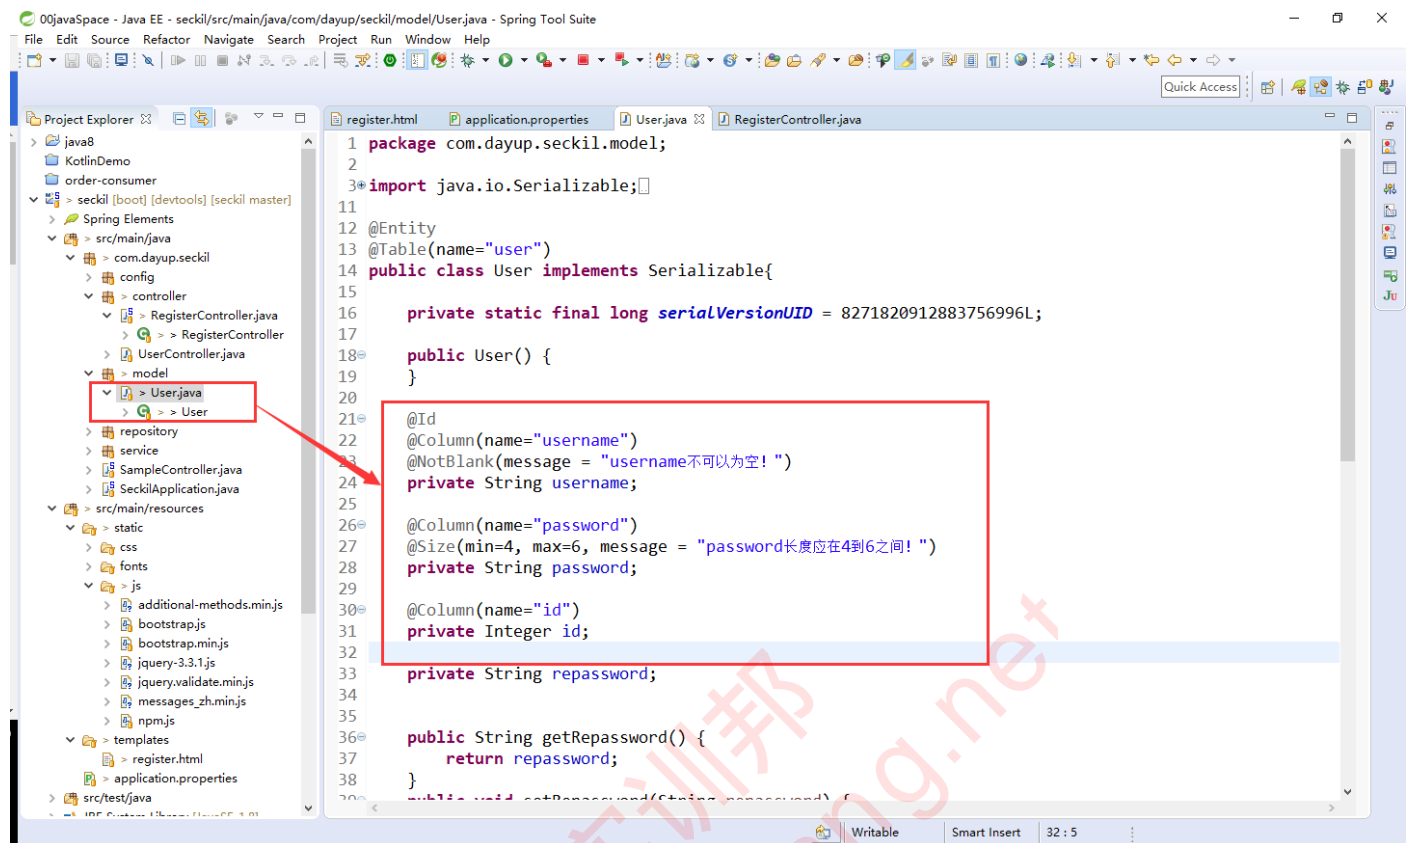 00javaSpace - Java EE - seckil/src/main/java/com/dayup/seckil/model/User.java - Spring Tool Suite
File Edit Source Refactor Navigate Search Project Run Window Help
Quick Access
Project Explorer
java8
KotlinDemo
order-consumer
> seckil [boot] [devtools] [seckil master]
Spring Elements
> src/main/java
> com.dayup.seckil
config
> controller
> RegisterController.java
> > RegisterController
UserController.java
> model
> User.java
> > User
repository
service
SampleController.java
SeckilApplication.java
> src/main/resources
> static
css
fonts
> js
additional-methods.min.js
bootstrap.js
bootstrap.min.js
jquery-3.3.1.js
jquery.validate.min.js
messages_zh.min.js
npm.js
> templates
> register.html
> application.properties
src/test/java
register.html application.properties User.java RegisterController.java
1 package com.dayup.seckil.model;
2
3 import java.io.Serializable;
11
12 @Entity
13 @Table(name="user")
14 public class User implements Serializable{
15
16 private static final long serialVersionUID = 8271820912883756996L;
17
18 public User() {
19 }
20
21 @Id
22 @Column(name="username")
23 @NotBlank(message = "username不可以为空！")
24 private String username;
25
26 @Column(name="password")
27 @Size(min=4, max=6, message = "password长度应在4到6之间！")
28 private String password;
29
30 @Column(name="id")
31 private Integer id;
32
33 private String repassword;
34
35
36 public String getRepassword() {
37 return repassword;
38 }
Writable Smart Insert 32 : 5